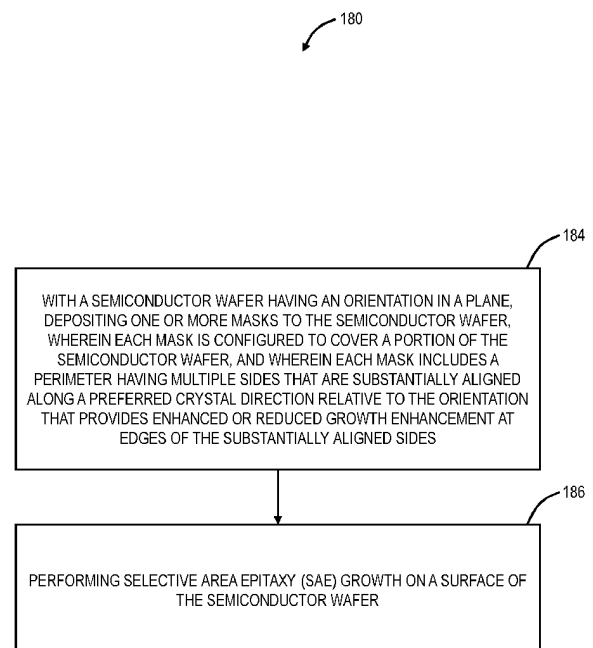 180
184
WITH A SEMICONDUCTOR WAFER HAVING AN ORIENTATION IN A PLANE,
DEPOSITING ONE OR MORE MASKS TO THE SEMICONDUCTOR WAFER,
WHEREIN EACH MASK IS CONFIGURED TO COVER A PORTION OF THE
SEMICONDUCTOR WAFER, AND WHEREIN EACH MASK INCLUDES A
PERIMETER HAVING MULTIPLE SIDES THAT ARE SUBSTANTIALLY ALIGNED
ALONG A PREFERRED CRYSTAL DIRECTION RELATIVE TO THE ORIENTATION
THAT PROVIDES ENHANCED OR REDUCED GROWTH ENHANCEMENT AT
EDGES OF THE SUBSTANTIALLY ALIGNED SIDES
186
PERFORMING SELECTIVE AREA EPITAXY (SAE) GROWTH ON A SURFACE OF
THE SEMICONDUCTOR WAFER